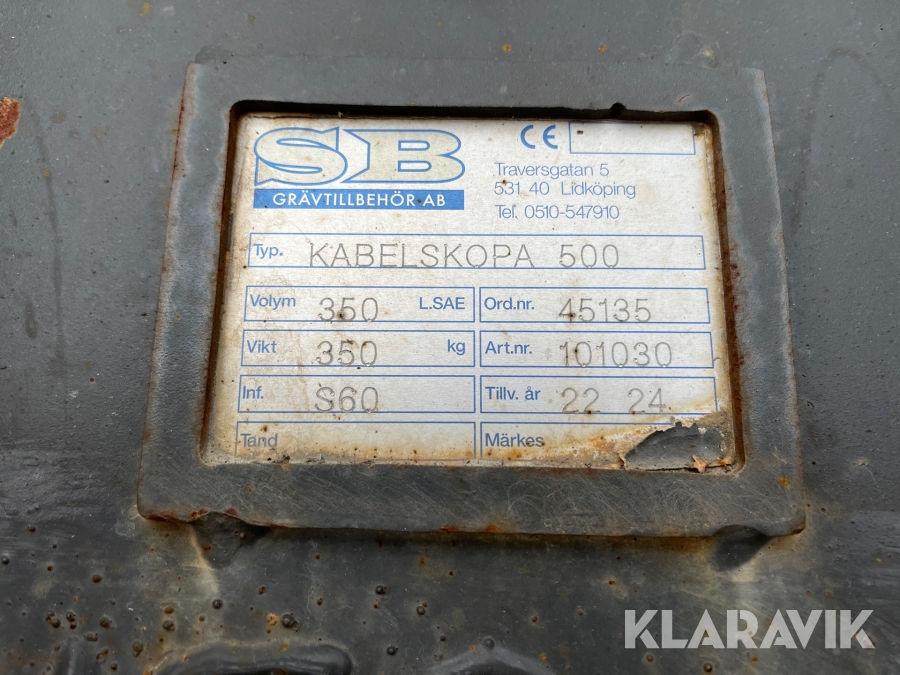 SB
GRÄVTILLBEHÖR AB
CE
Traversgatan 5
531 40 Lidköping
Tel. 0510-547910
Typ. KABELSKOPA 500
Volym 350 L.SAE Ord.nr. 45135
Vikt 350 kg Art.nr. 101030
Inf. S60 Tillv. år 22 24
Tand Märkes
KLARAVIK